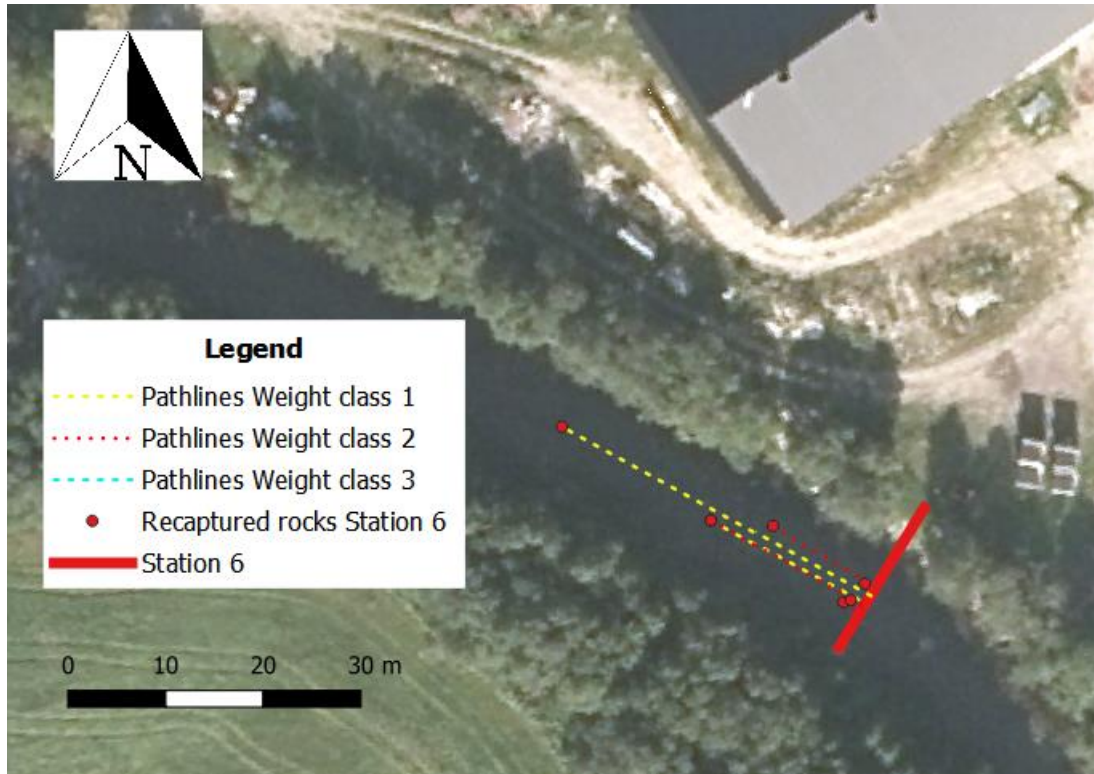 N
Legend
Pathlines Weight class 1
Pathlines Weight class 2
Pathlines Weight class 3
Recaptured rocks Station 6
Station 6
0 10 20 30 m